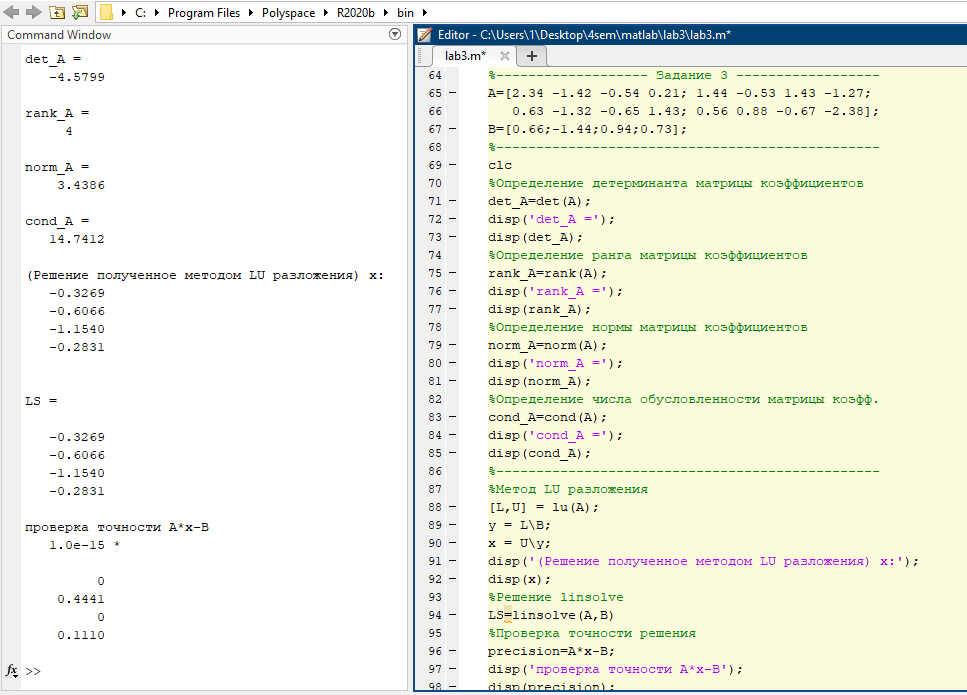 C: Program Files Polyspace R2020b bin
Command Window
det_A =
-4.5799
rank_A =
4
norm_A =
3.4386
cond_A =
14.7412
(Решение полученное методом LU разложения) x:
-0.3269
-0.6066
-1.1540
-0.2831
LS =
-0.3269
-0.6066
-1.1540
-0.2831
проверка точности A*x-B
1.0e-15 *
0
0.4441
0
0.1110
fx >>
Editor - C:\Users\1\Desktop\4sem\matlab\lab3\lab3.m*
lab3.m* × +
64 %------------------- Задание 3 ------------------
65 – A=[2.34 -1.42 -0.54 0.21; 1.44 -0.53 1.43 -1.27;
66 0.63 -1.32 -0.65 1.43; 0.56 0.88 -0.67 -2.38];
67 – B=[0.66;-1.44;0.94;0.73];
68 %------------------------------------------------
69 – clc
70 %Определение детерминанта матрицы коэффициентов
71 – det_A=det(A);
72 – disp('det_A =');
73 – disp(det_A);
74 %Определение ранга матрицы коэффициентов
75 – rank_A=rank(A);
76 – disp('rank_A =');
77 – disp(rank_A);
78 %Определение нормы матрицы коэффициентов
79 – norm_A=norm(A);
80 – disp('norm_A =');
81 – disp(norm_A);
82 %Определение числа обусловленности матрицы коэфф.
83 – cond_A=cond(A);
84 – disp('cond_A =');
85 – disp(cond_A);
86 %------------------------------------------------
87 %Метод LU разложения
88 – [L,U] = lu(A);
89 – y = L\B;
90 – x = U\y;
91 – disp('(Решение полученное методом LU разложения) x:');
92 – disp(x);
93 %Решение linsolve
94 – LS=linsolve(A,B)
95 %Проверка точности решения
96 – precision=A*x-B;
97 – disp('проверка точности A*x-B');
98 – disp(precision);